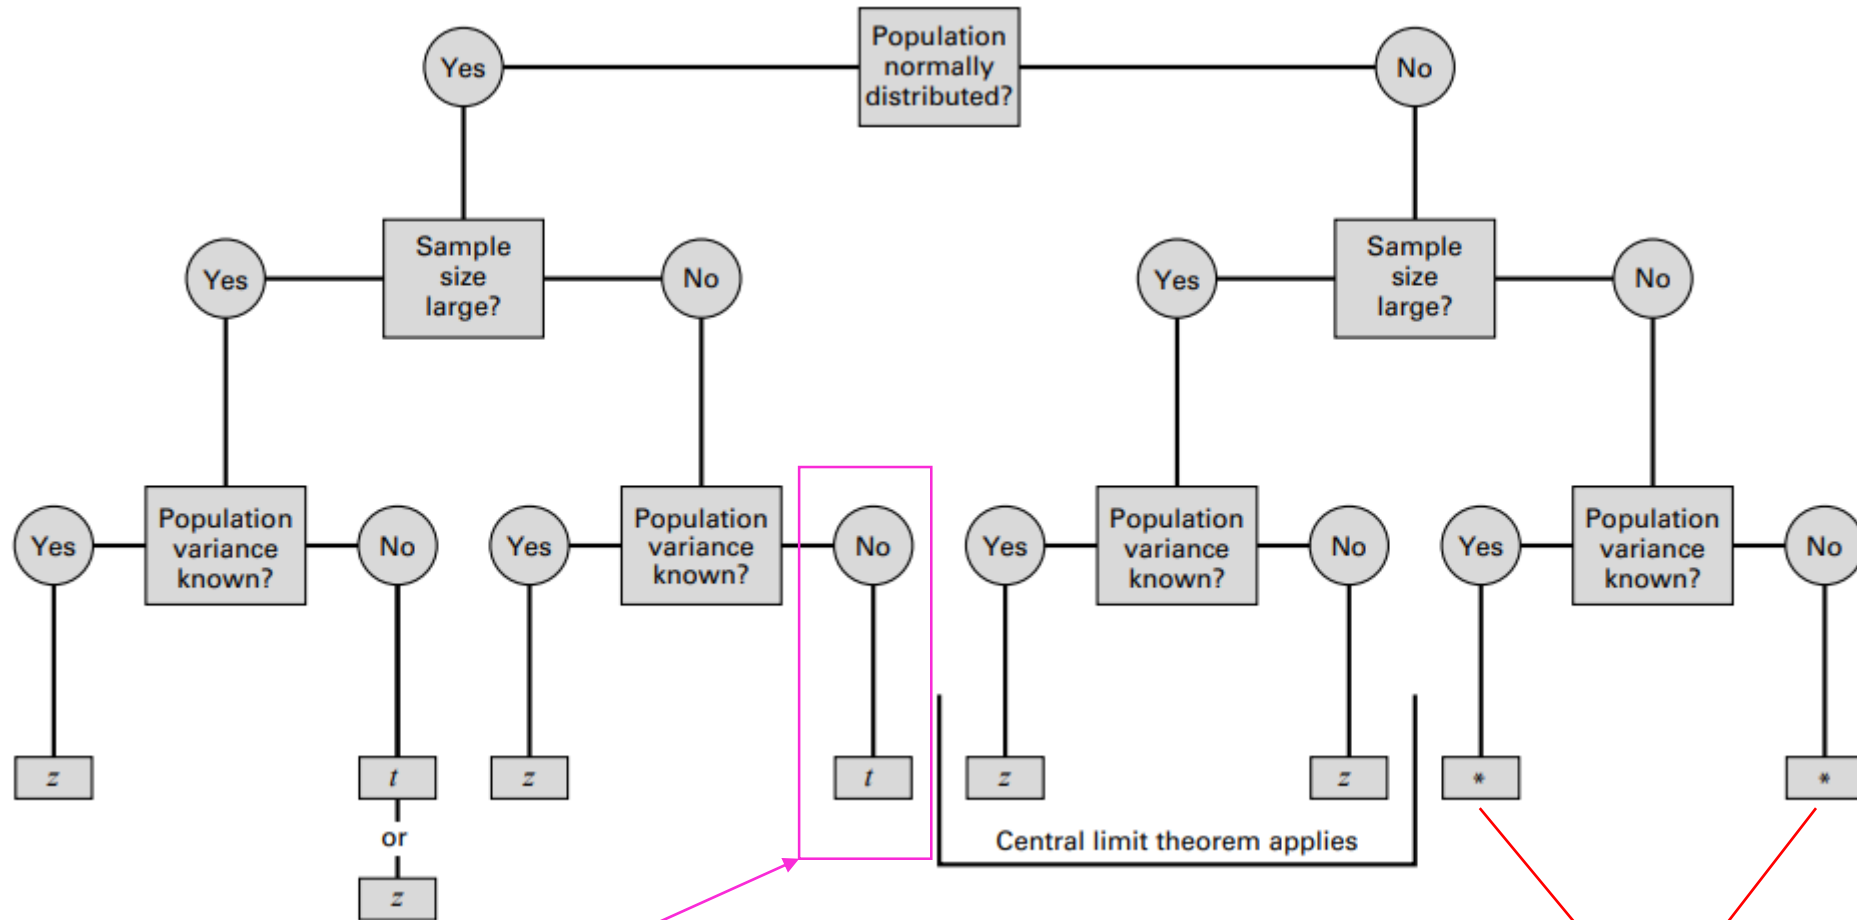 Population
normally
distributed?
Yes
No
Sample
size
large?
Yes
No
Sample
size
large?
Yes
No
Population
variance
known?
Yes
No
Population
variance
known?
Yes
No
Population
variance
known?
Yes
No
Population
variance
known?
Yes
No
z
t
or
z
z
t
z
z
Central limit theorem applies
*
*